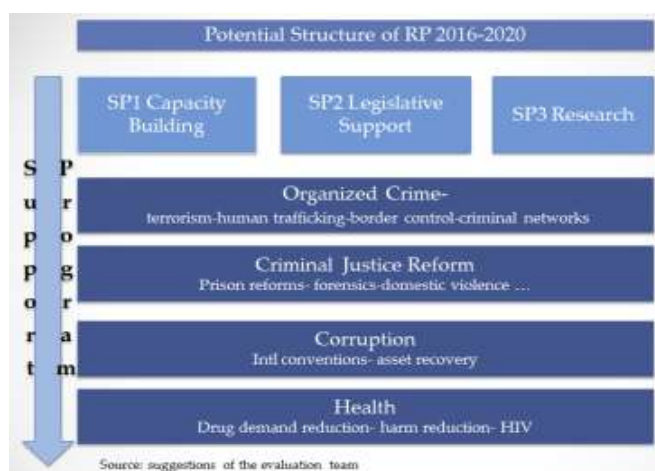 Potential Structure of RP 2016-2020
SP1 Capacity
Building
SP2 Legislative
Support
SP3 Research
Support Program
Organized Crime-
terrorism-human trafficking-border control-criminal networks
Criminal Justice Reform
Prison reforms- forensics-domestic violence …
Corruption
Intl conventions- asset recovery
Health
Drug demand reduction- harm reduction- HIV
Source: suggestions of the evaluation team